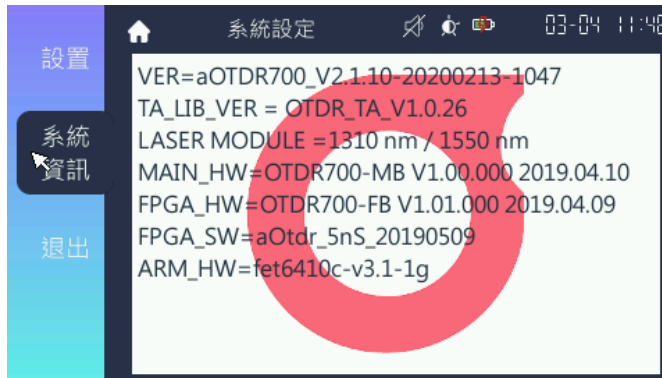 系統設定
03-04 11:48
設置
系統
資訊
退出
VER=aOTDR700_V2.1.10-20200213-1047
TA_LIB_VER = OTDR_TA_V1.0.26
LASER MODULE =1310 nm / 1550 nm
MAIN_HW=OTDR700-MB V1.00.000 2019.04.10
FPGA_HW=OTDR700-FB V1.01.000 2019.04.09
FPGA_SW=aOtdr_5nS_20190509
ARM_HW=fet6410c-v3.1-1g